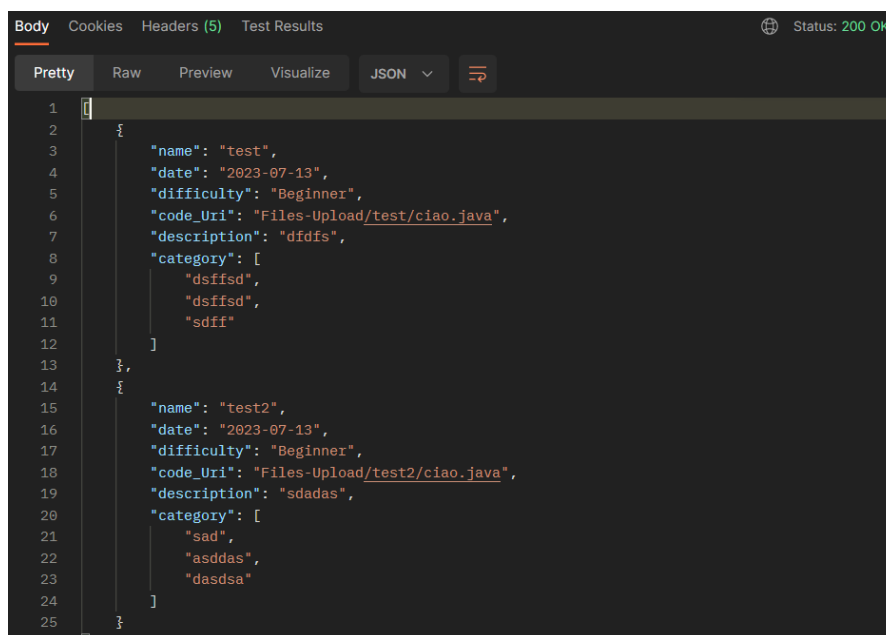 Body Cookies Headers (5) Test Results Status: 200 OK
Pretty Raw Preview Visualize JSON
1 [
2 {
3 "name": "test",
4 "date": "2023-07-13",
5 "difficulty": "Beginner",
6 "code_Uri": "Files-Upload/test/ciao.java",
7 "description": "dfdfs",
8 "category": [
9 "dsffsd",
10 "dsffsd",
11 "sdff"
12 ]
13 },
14 {
15 "name": "test2",
16 "date": "2023-07-13",
17 "difficulty": "Beginner",
18 "code_Uri": "Files-Upload/test2/ciao.java",
19 "description": "sdadas",
20 "category": [
21 "sad",
22 "asddas",
23 "dasdsa"
24 ]
25 }